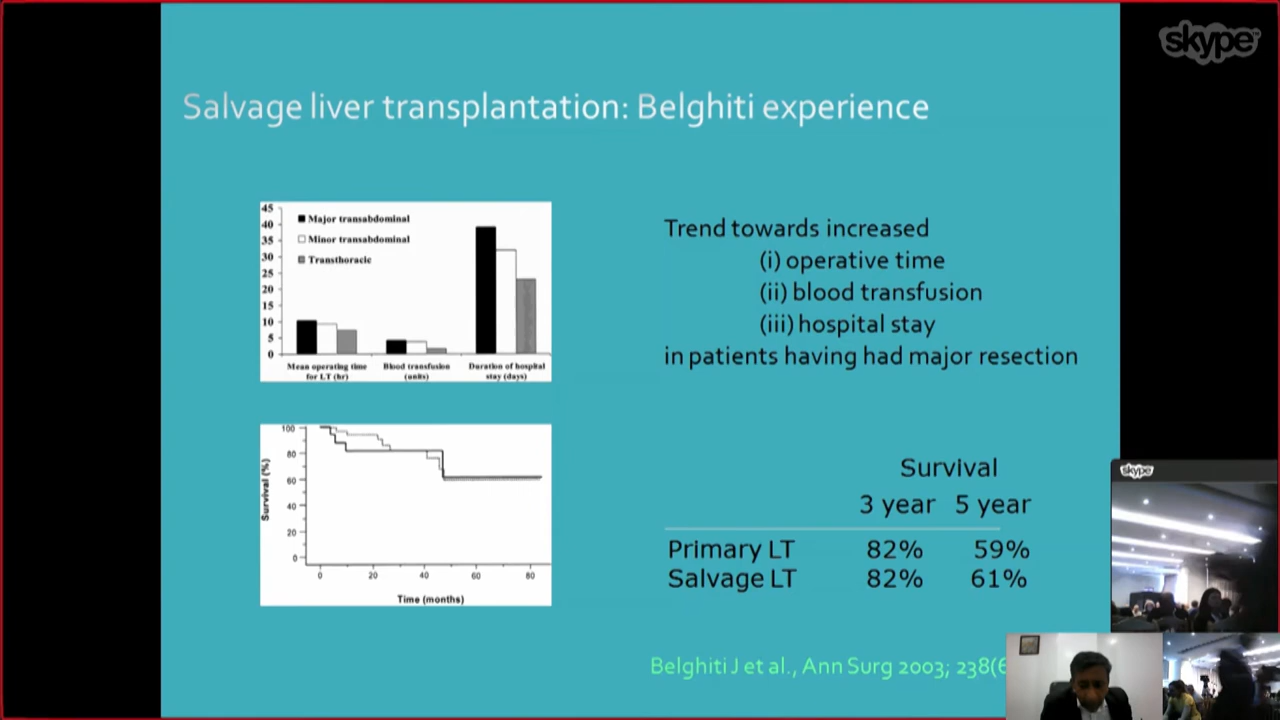 skype
Salvage liver transplantation: Belghiti experience
45
40
35
30
25
20
15
10
5
0
Major transabdominal
Minor transabdominal
Transthoracic
Mean operating time
for LT (hr)
Blood transfusion
(units)
Duration of hospital
stay (days)
Trend towards increased
(i) operative time
(ii) blood transfusion
(iii) hospital stay
in patients having had major resection
100
80
60
40
20
0
Survival (%)
0 20 40 60 80
Time (months)
Survival
3 year 5 year
Primary LT 82% 59%
Salvage LT 82% 61%
skype
Belghiti J et al., Ann Surg 2003; 238(6